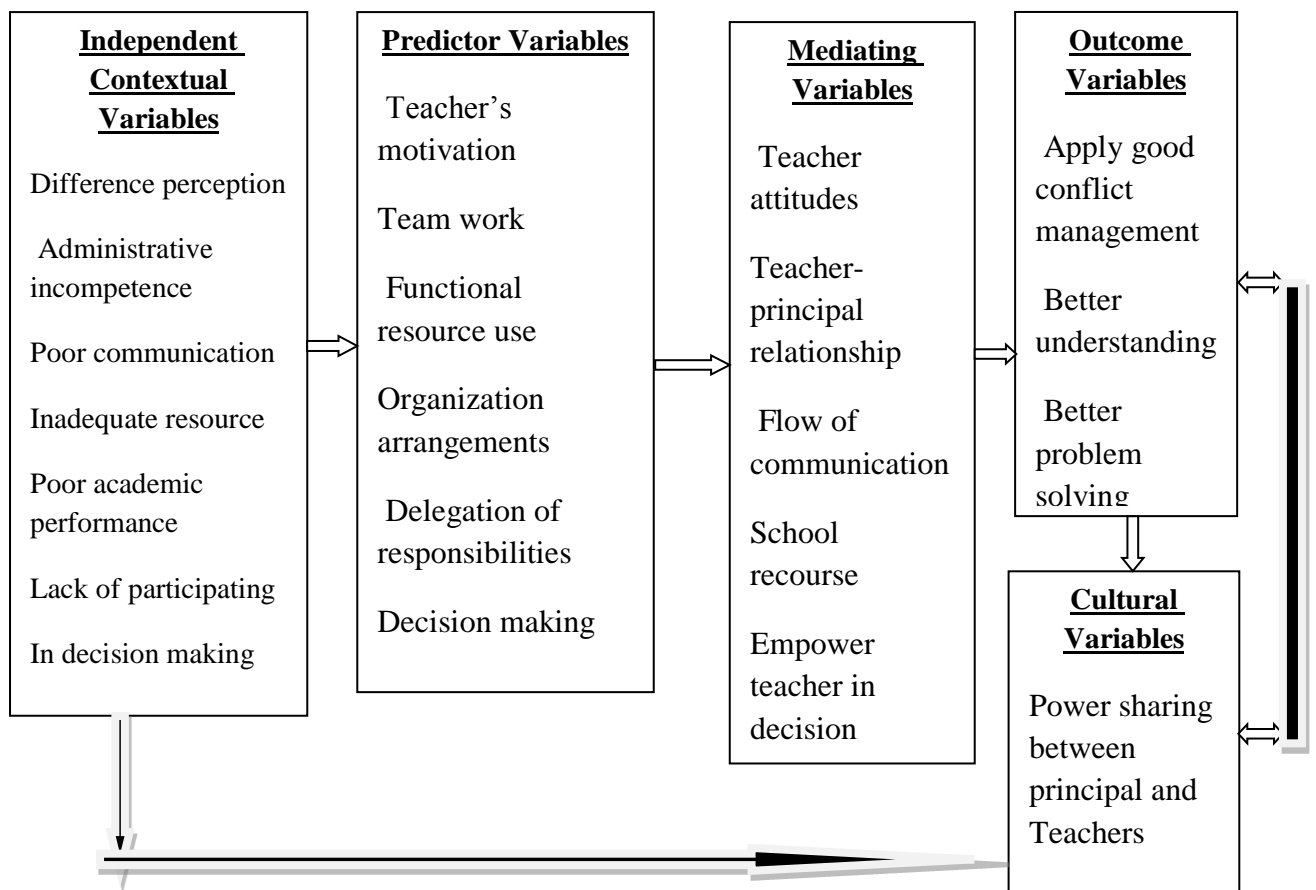 Independent
Contextual
Variables
Difference perception
Administrative
incompetence
Poor communication
Inadequate resource
Poor academic
performance
Lack of participating
In decision making
Predictor Variables
Teacher’s
motivation
Team work
Functional
resource use
Organization
arrangements
Delegation of
responsibilities
Decision making
Mediating
Variables
Teacher
attitudes
Teacher-
principal
relationship
Flow of
communication
School
recourse
Empower
teacher in
decision
Outcome
Variables
Apply good
conflict
management
Better
understanding
Better
problem
solving
Cultural
Variables
Power sharing
between
principal and
Teachers